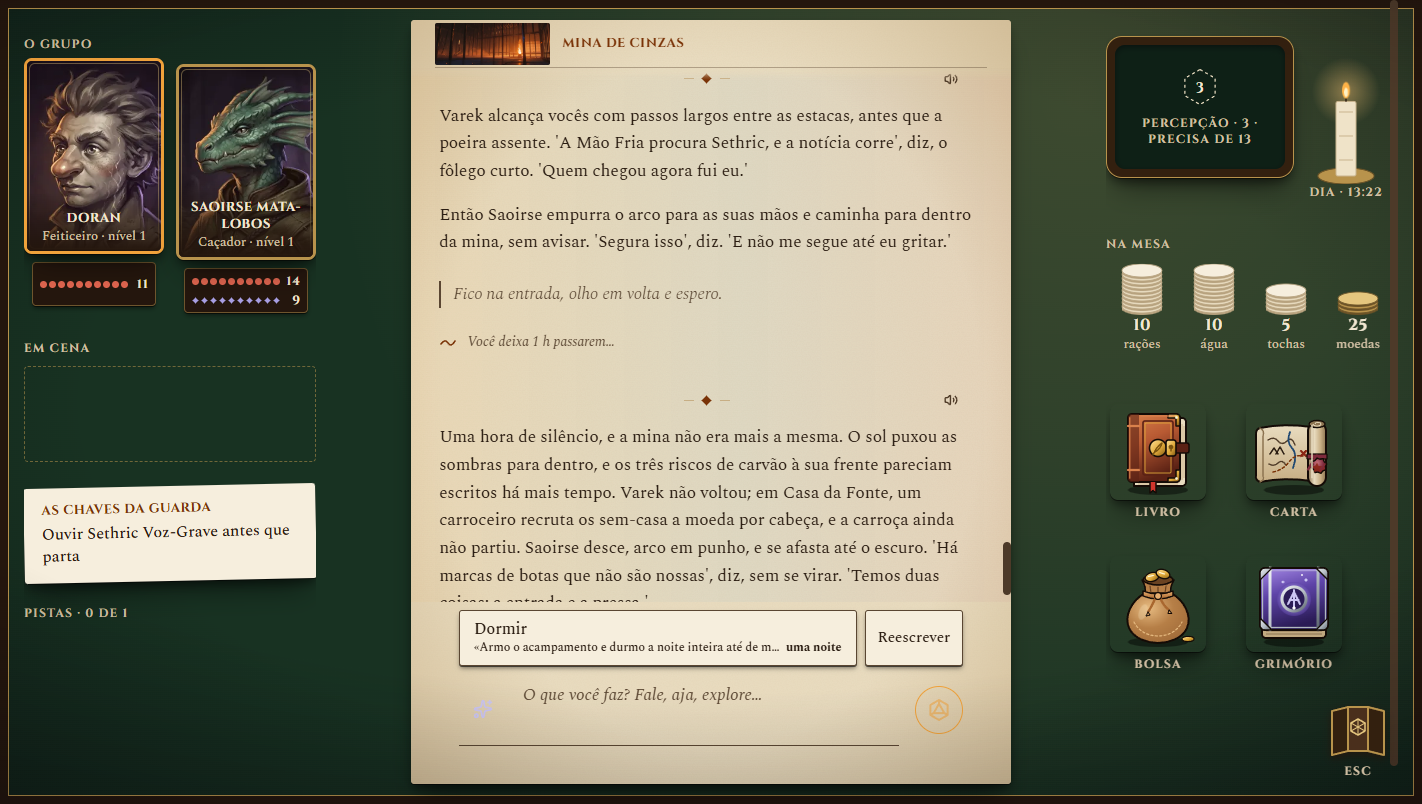 O GRUPO
DORAN
Feiticeiro · nível 1
11
SAOIRSE MATA-
LOBOS
Caçador · nível 1
14
9
EM CENA
AS CHAVES DA GUARDA
Ouvir Sethric Voz-Grave antes que
parta
PISTAS · 0 DE 1
MINA DE CINZAS
Varek alcança vocês com passos largos entre as estacas, antes que a
poeira assente. 'A Mão Fria procura Sethric, e a notícia corre', diz, o
fôlego curto. 'Quem chegou agora fui eu.'
Então Saoirse empurra o arco para as suas mãos e caminha para dentro
da mina, sem avisar. 'Segura isso', diz. 'E não me segue até eu gritar.'
Fico na entrada, olho em volta e espero.
Você deixa 1 h passarem...
Uma hora de silêncio, e a mina não era mais a mesma. O sol puxou as
sombras para dentro, e os três riscos de carvão à sua frente pareciam
escritos há mais tempo. Varek não voltou; em Casa da Fonte, um
carroceiro recruta os sem-casa a moeda por cabeça, e a carroça ainda
não partiu. Saoirse desce, arco em punho, e se afasta até o escuro. 'Há
marcas de botas que não são nossas', diz, sem se virar. 'Temos duas
coisas: a entrada e a pressa.'
Dormir
«Armo o acampamento e durmo a noite inteira até de m... uma noite
Reescrever
O que você faz? Fale, aja, explore...
3
PERCEPÇÃO · 3 ·
PRECISA DE 13
DIA · 13:22
NA MESA
10
rações
10
água
5
tochas
25
moedas
LIVRO
CARTA
BOLSA
GRIMÓRIO
ESC